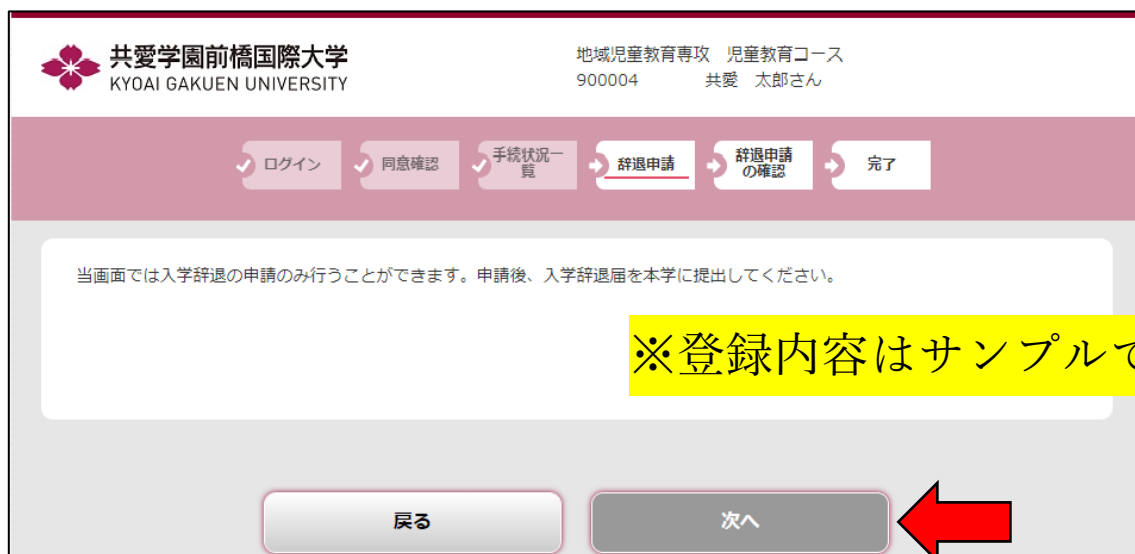 共愛学園前橋国際大学
KYOAI GAKUEN UNIVERSITY
地域児童教育専攻 児童教育コース
900004 共愛 太郎さん
ログイン
同意確認
手続状況一
覧
辞退申請
辞退申請
の確認
完了
当画面では入学辞退の申請のみ行うことができます。申請後、入学辞退届を本学に提出してください。
※登録内容はサンプルで
戻る
次へ